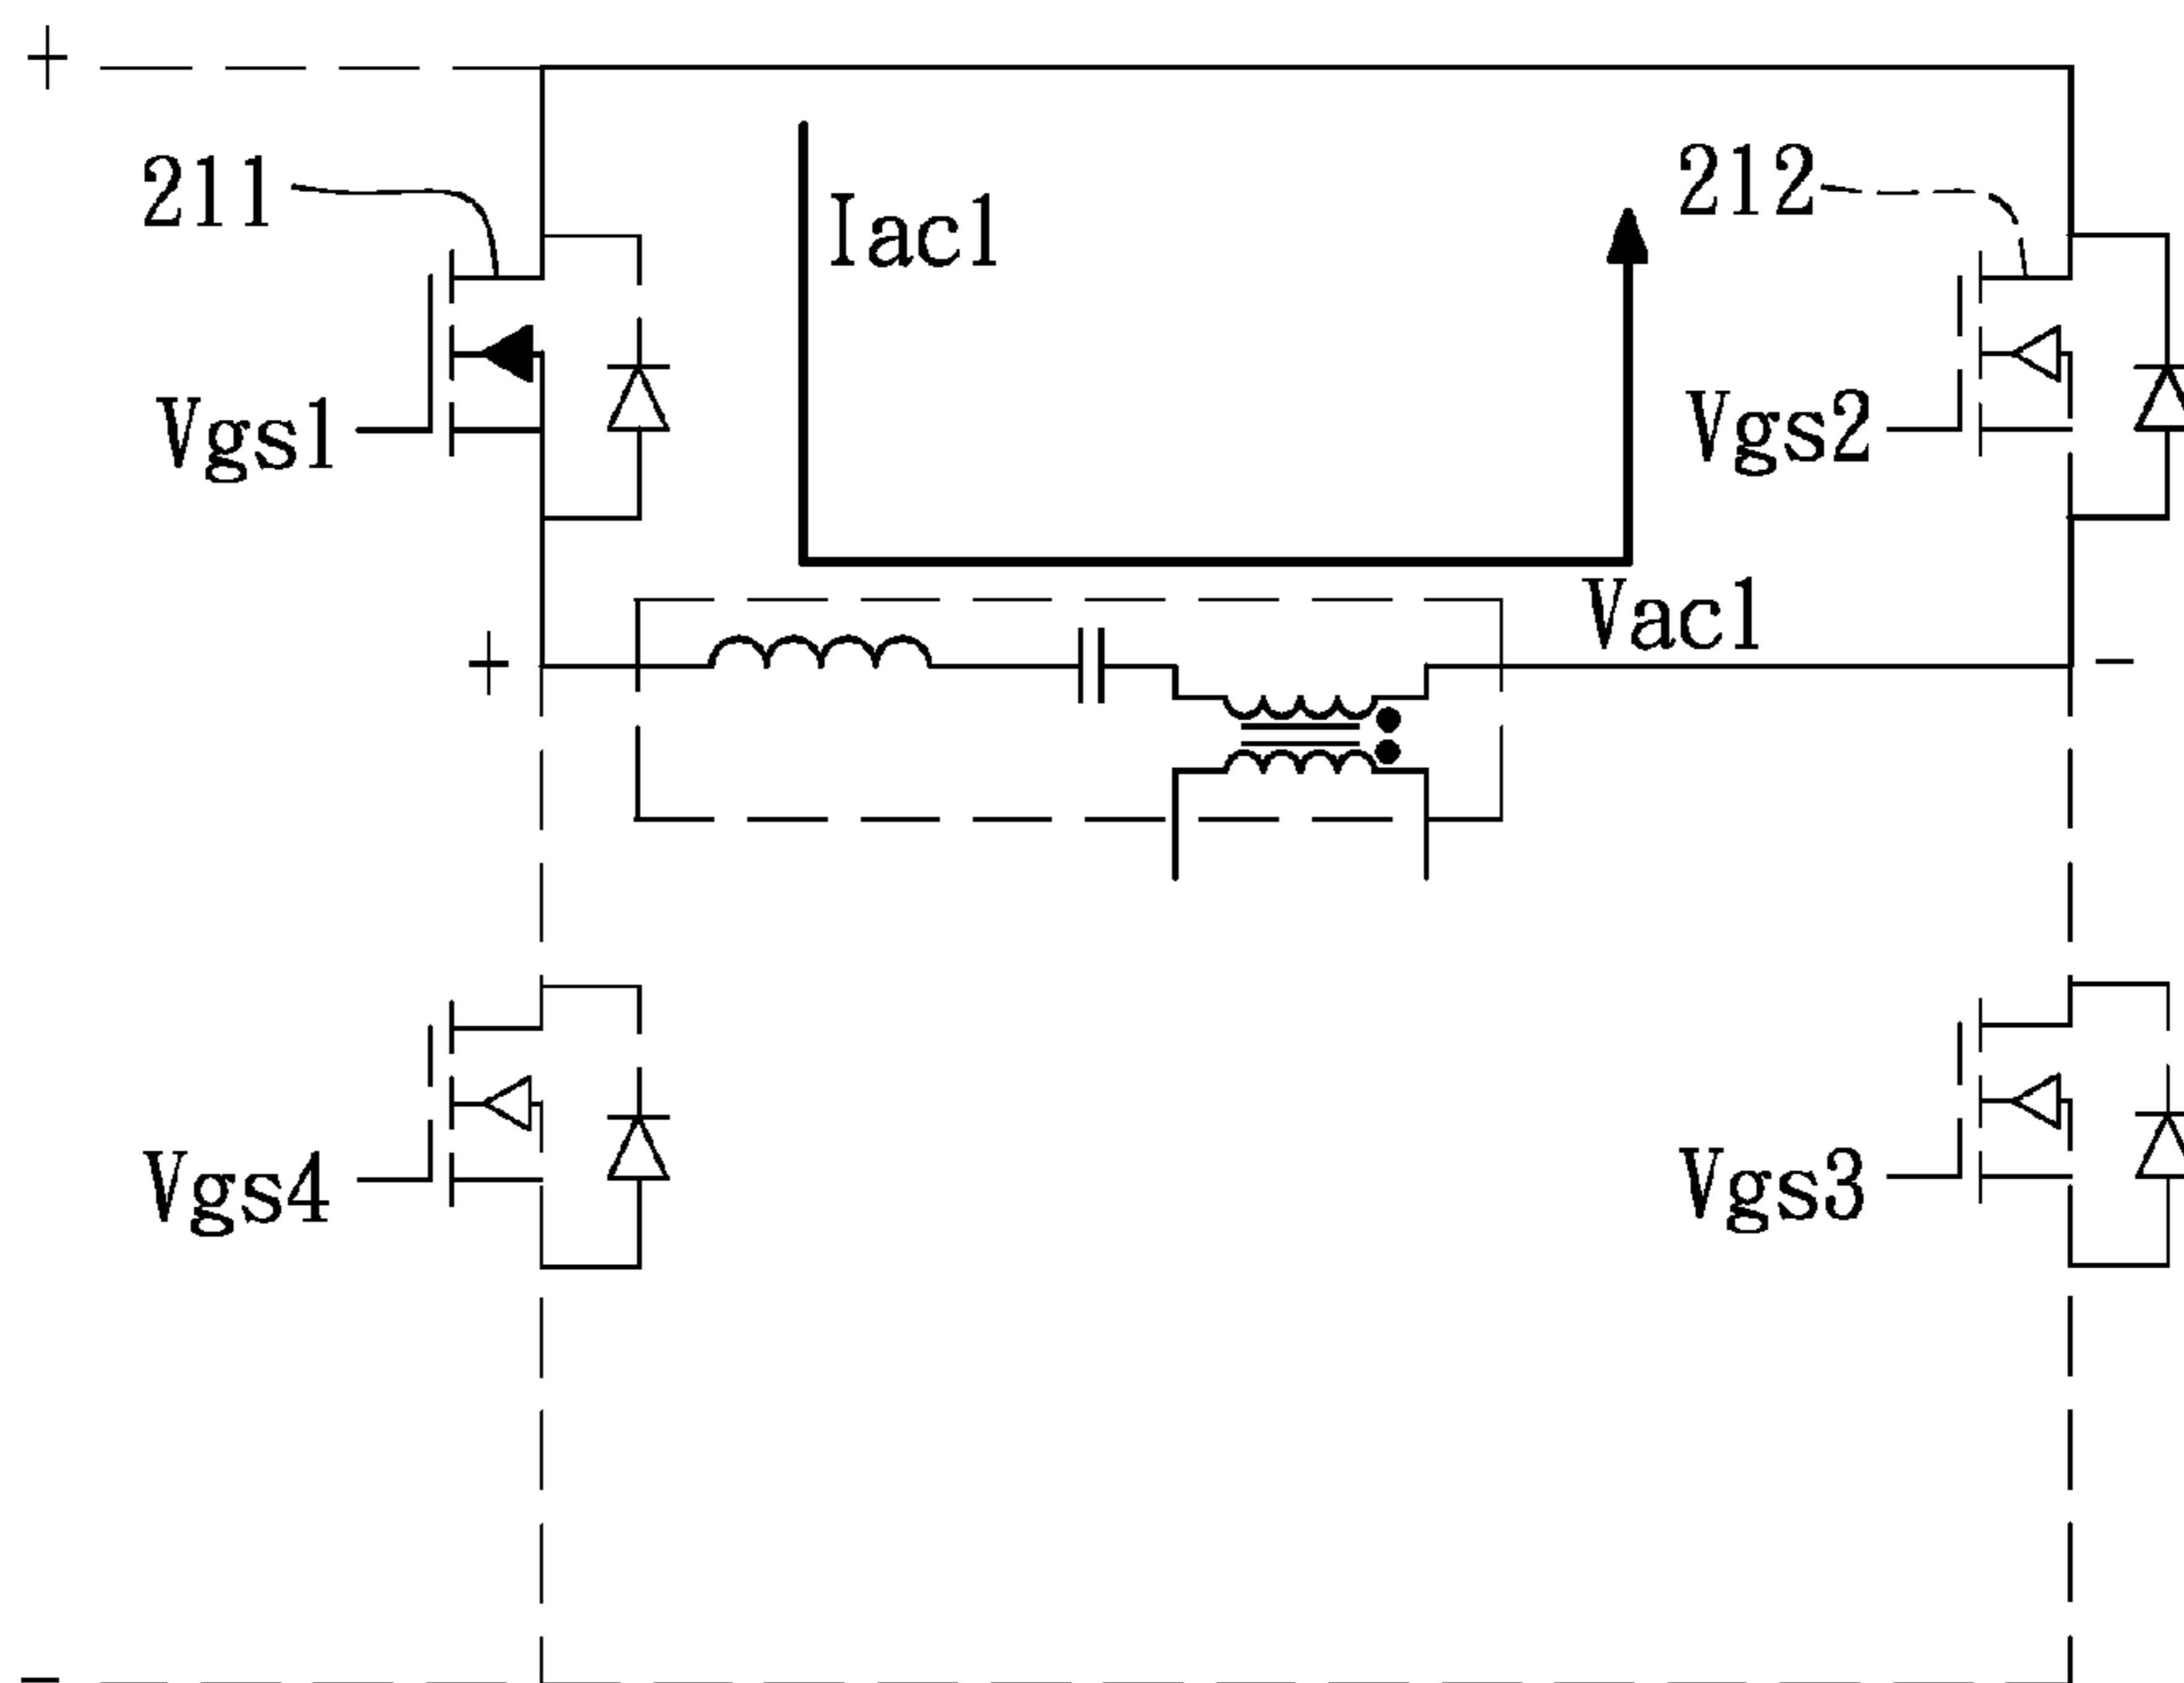 +
211
Iac1
212
Vgs1
Vgs2
Vac1
+
-
Vgs4
Vgs3
-